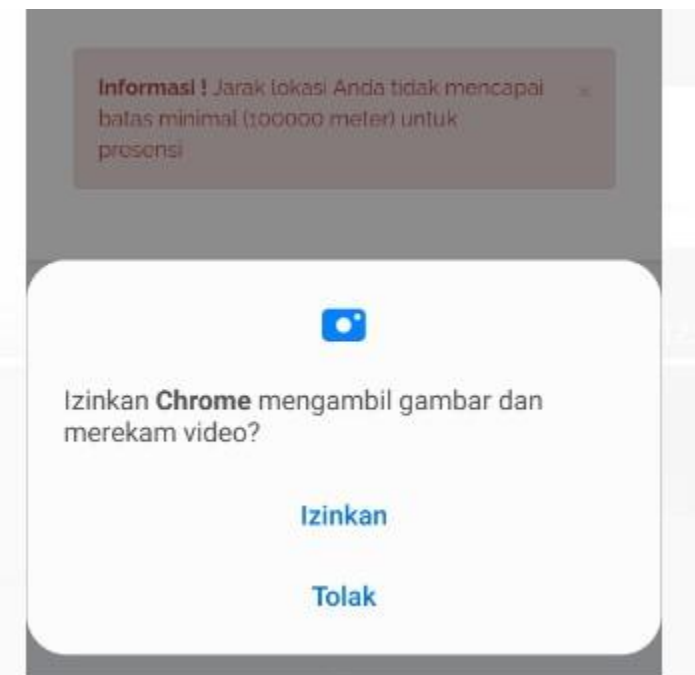 Informasi ! Jarak lokasi Anda tidak mencapai
batas minimal (100000 meter) untuk
presensi
×
Izinkan Chrome mengambil gambar dan
merekam video?
Izinkan
Tolak